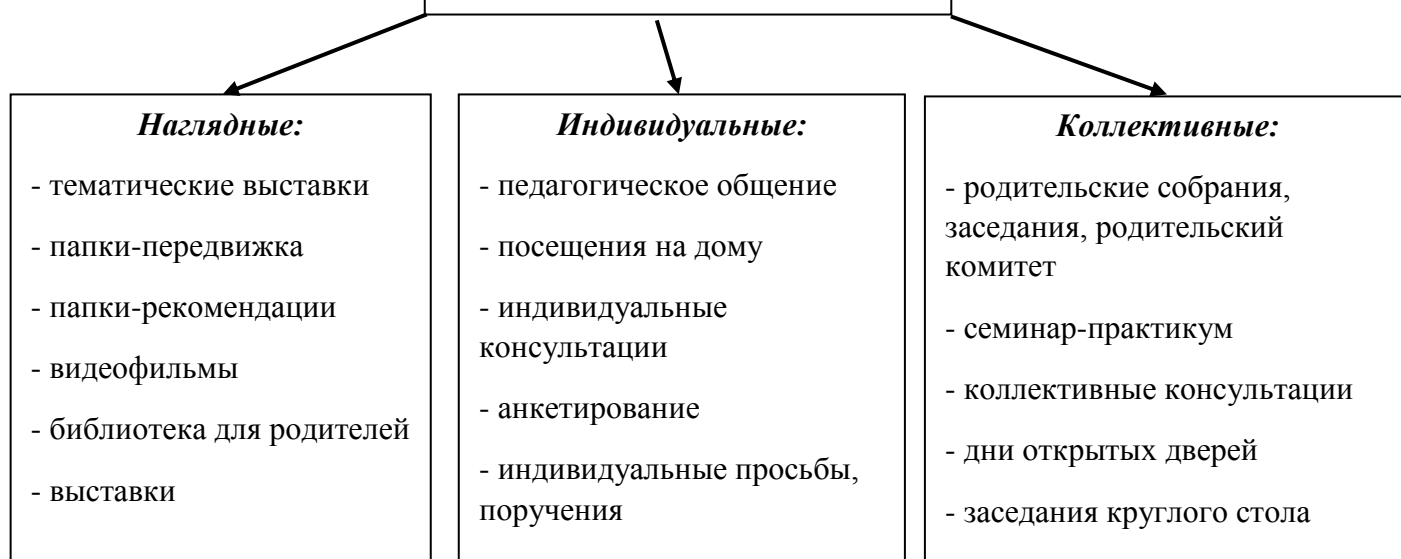 Наглядные:
- тематические выставки
- папки-передвижка
- папки-рекомендации
- видеофильмы
- библиотека для родителей
- выставки
Индивидуальные:
- педагогическое общение
- посещения на дому
- индивидуальные
консультации
- анкетирование
- индивидуальные просьбы,
поручения
Коллективные:
- родительские собрания,
заседания, родительский
комитет
- семинар-практикум
- коллективные консультации
- дни открытых дверей
- заседания круглого стола